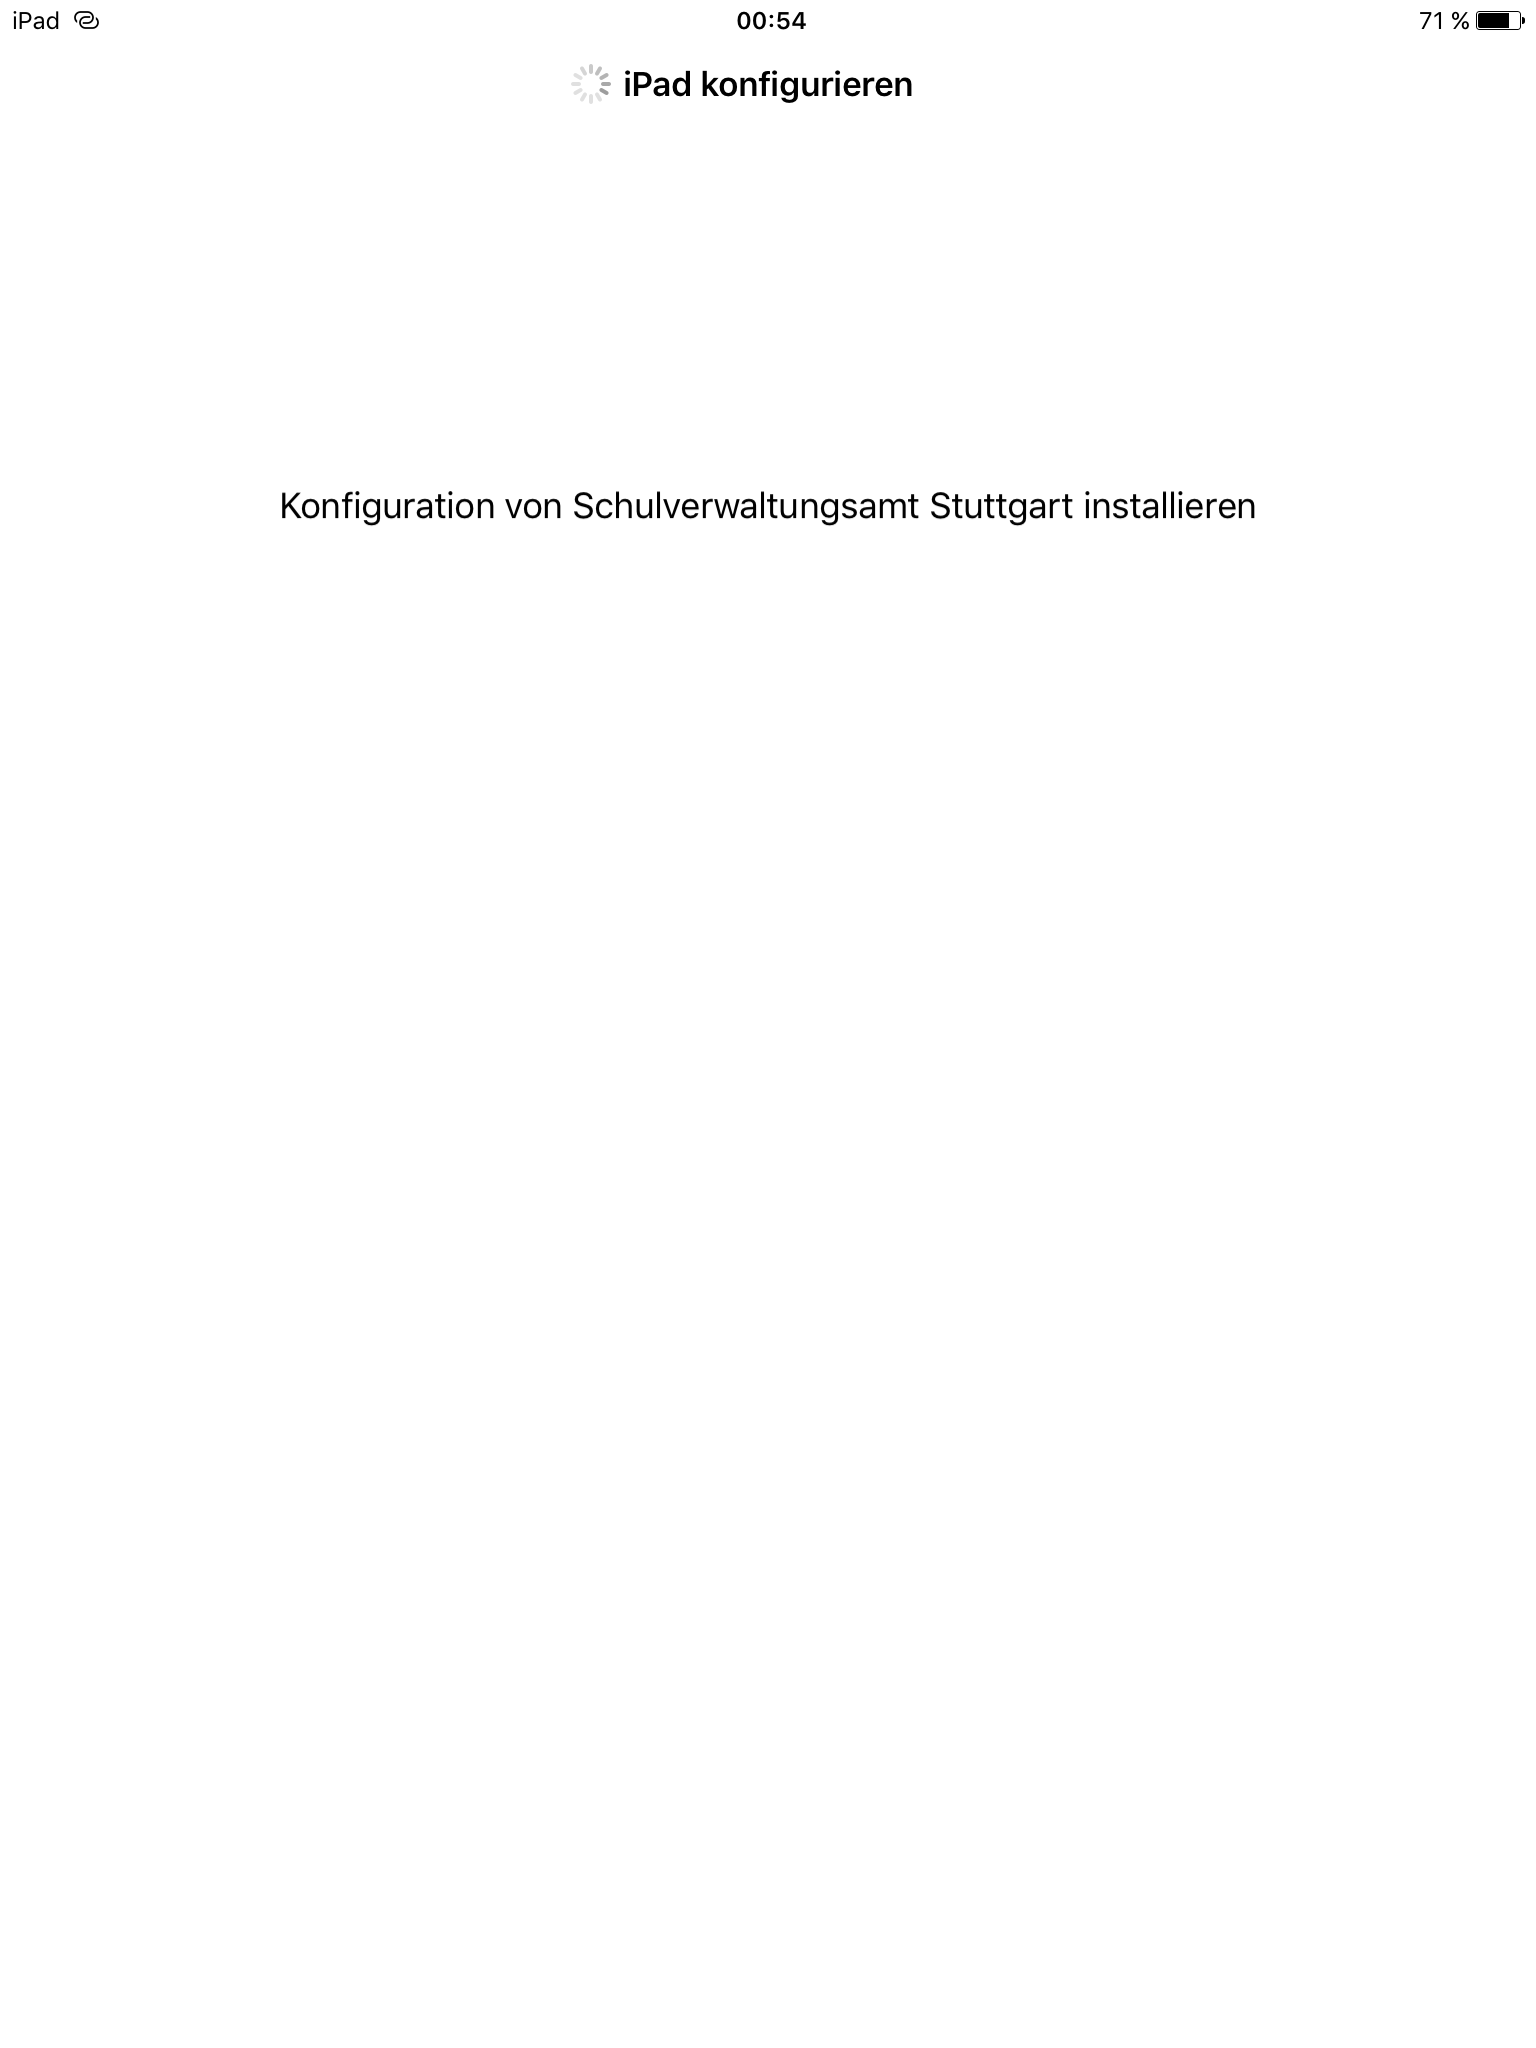 iPad 00:54 71 %
iPad konfigurieren
Konfiguration von Schulverwaltungsamt Stuttgart installieren